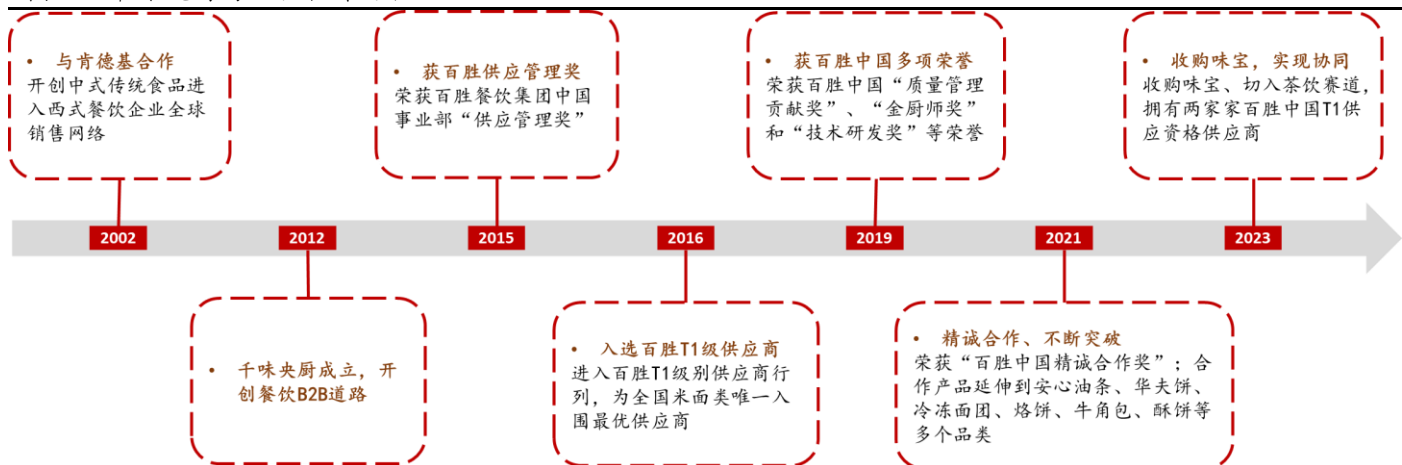 • 与肯德基合作
开创中式传统食品进
入西式餐饮企业全球
销售网络
• 获百胜供应管理奖
荣获百胜餐饮集团中国
事业部“供应管理奖”
• 获百胜中国多项荣誉
荣获百胜中国“质量管理
贡献奖”、“金厨师奖”
和“技术研发奖”等荣誉
• 收购味宝，实现协同
收购味宝、切入茶饮赛道，
拥有两家家百胜中国T1供
应资格供应商
2002
2012
2015
2016
2019
2021
2023
• 千味央厨成立，开
创餐饮B2B道路
• 入选百胜T1级供应商
进入百胜T1级别供应商行
列，为全国米面类唯一入
围最优供应商
• 精诚合作、不断突破
荣获“百胜中国精诚合作奖”；合
作产品延伸到安心油条、华夫饼、
冷冻面团、烙饼、牛角包、酥饼等
多个品类